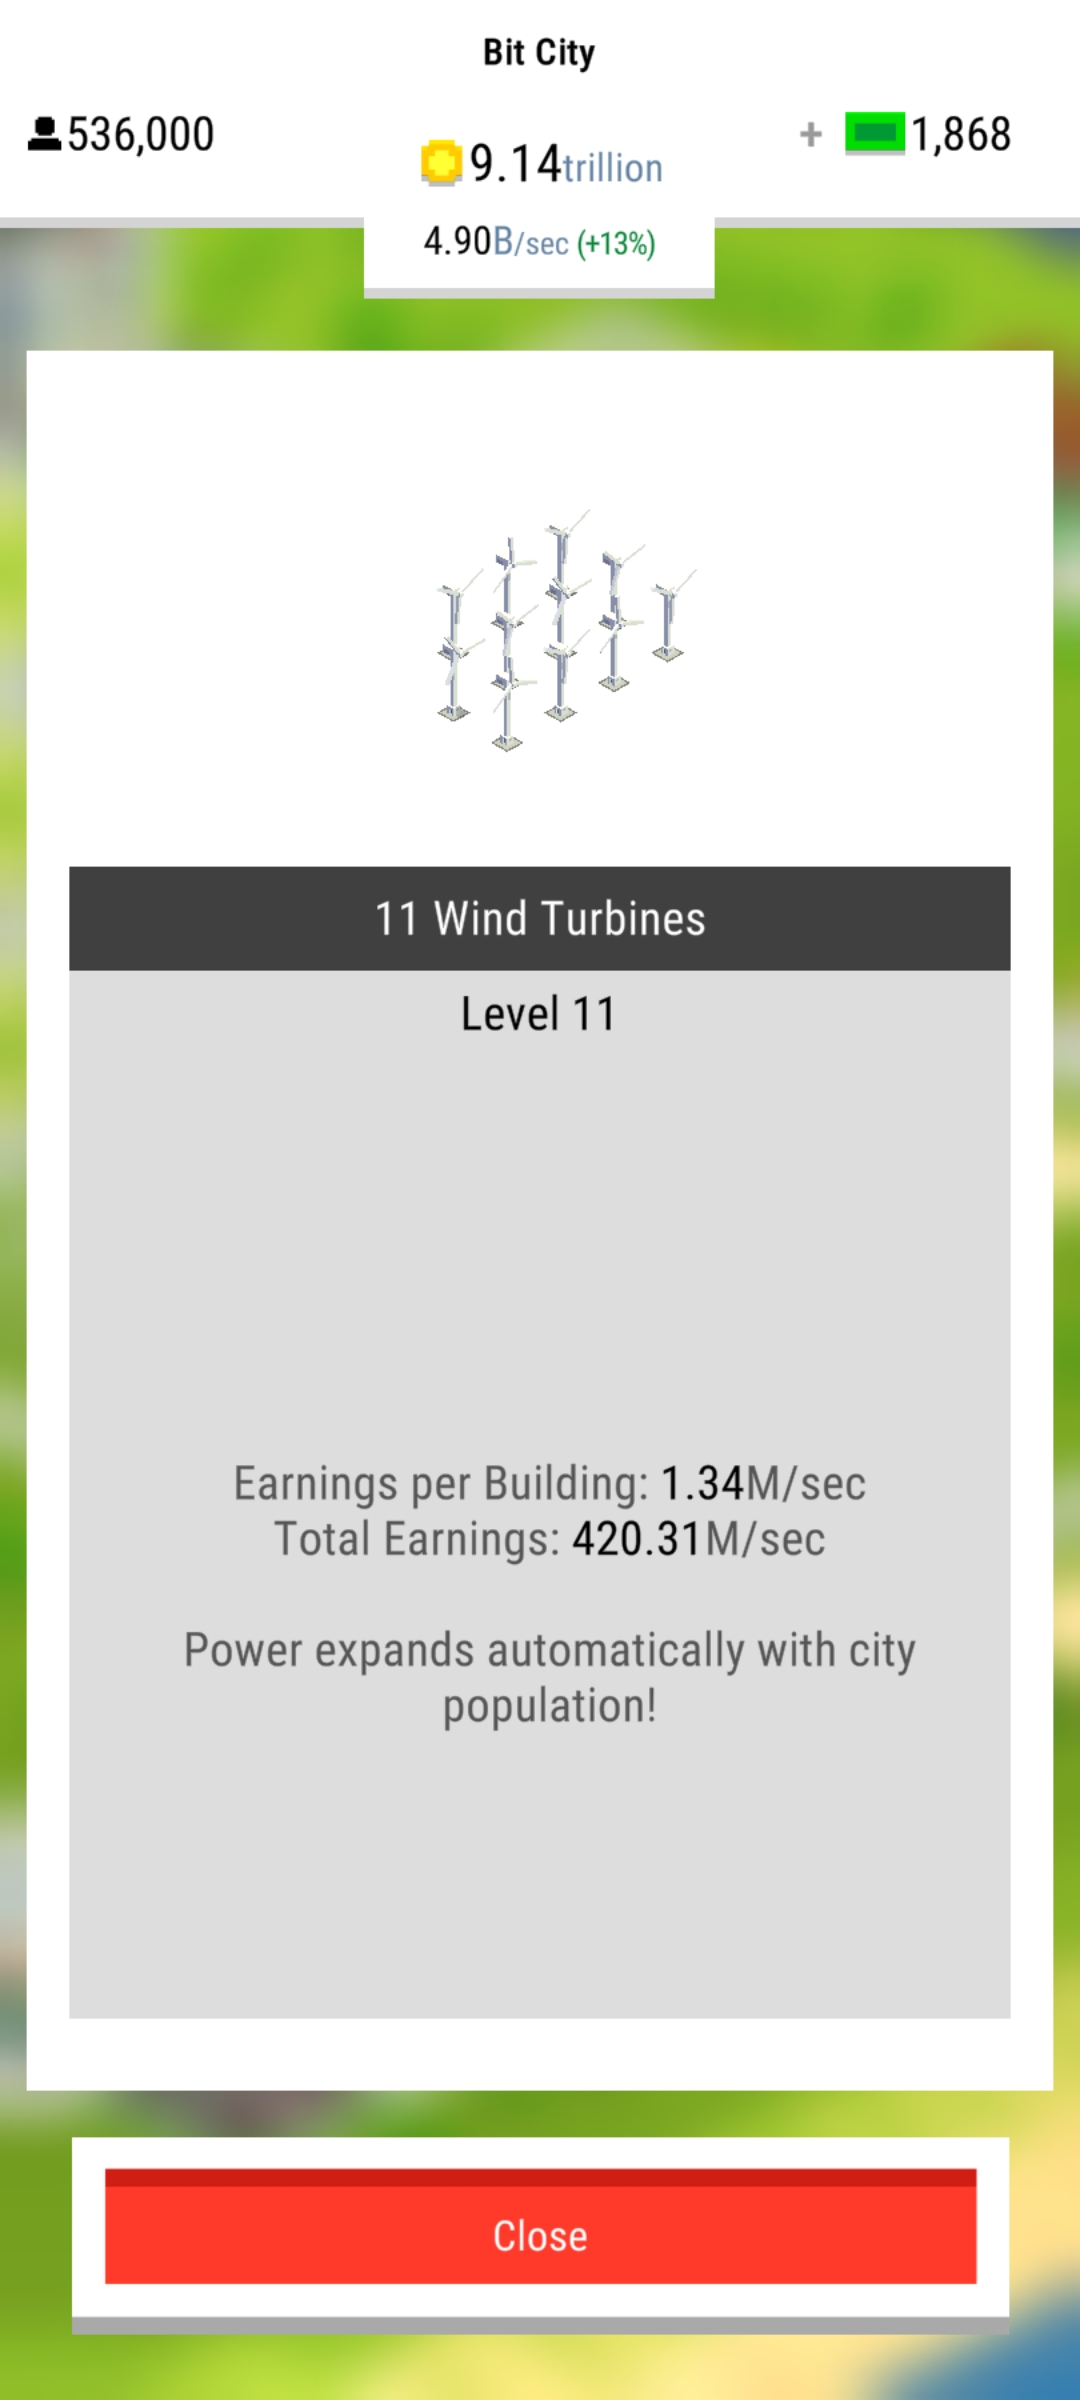 Bit City
536,000
+ 1,868
9.14trillion
4.90B/sec (+13%)
11 Wind Turbines
Level 11
Earnings per Building: 1.34M/sec
Total Earnings: 420.31M/sec
Power expands automatically with city
population!
Close